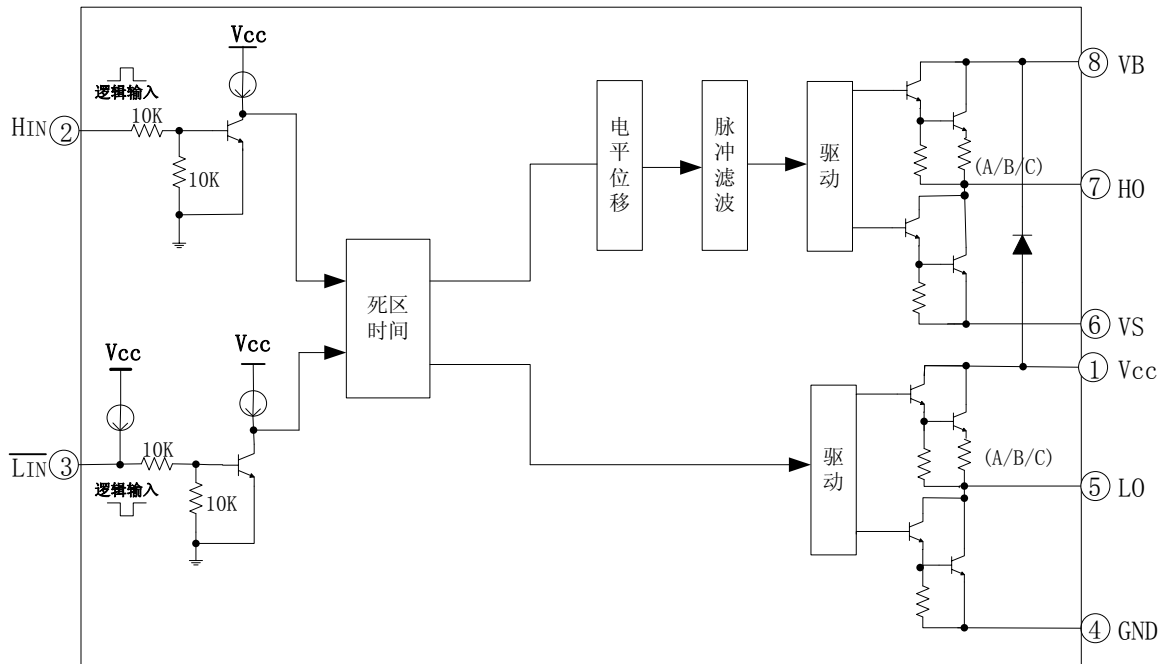 Vcc
逻辑输入
HIN ②
10K
10K
死区
时间
Vcc
Vcc
L̅I̅N̅ ③
10K
逻辑输入
10K
电平位移
脉冲滤波
驱动
(A/B/C)
⑧ VB
⑦ HO
⑥ VS
① Vcc
驱动
(A/B/C)
⑤ LO
④ GND